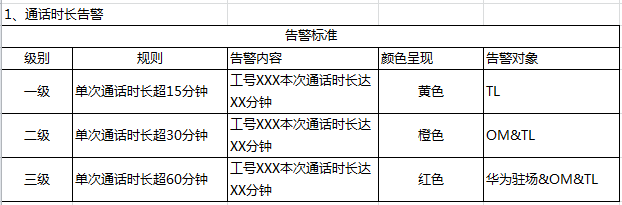 1、通话时长告警
告警标准
级别 规则 告警内容 颜色呈现 告警对象
一级 单次通话时长超15分钟 工号XXX本次通话时长达
XX分钟 黄色 TL
二级 单次通话时长超30分钟 工号XXX本次通话时长达
XX分钟 橙色 OM&TL
三级 单次通话时长超60分钟 工号XXX本次通话时长达
XX分钟 红色 华为驻场&OM&TL